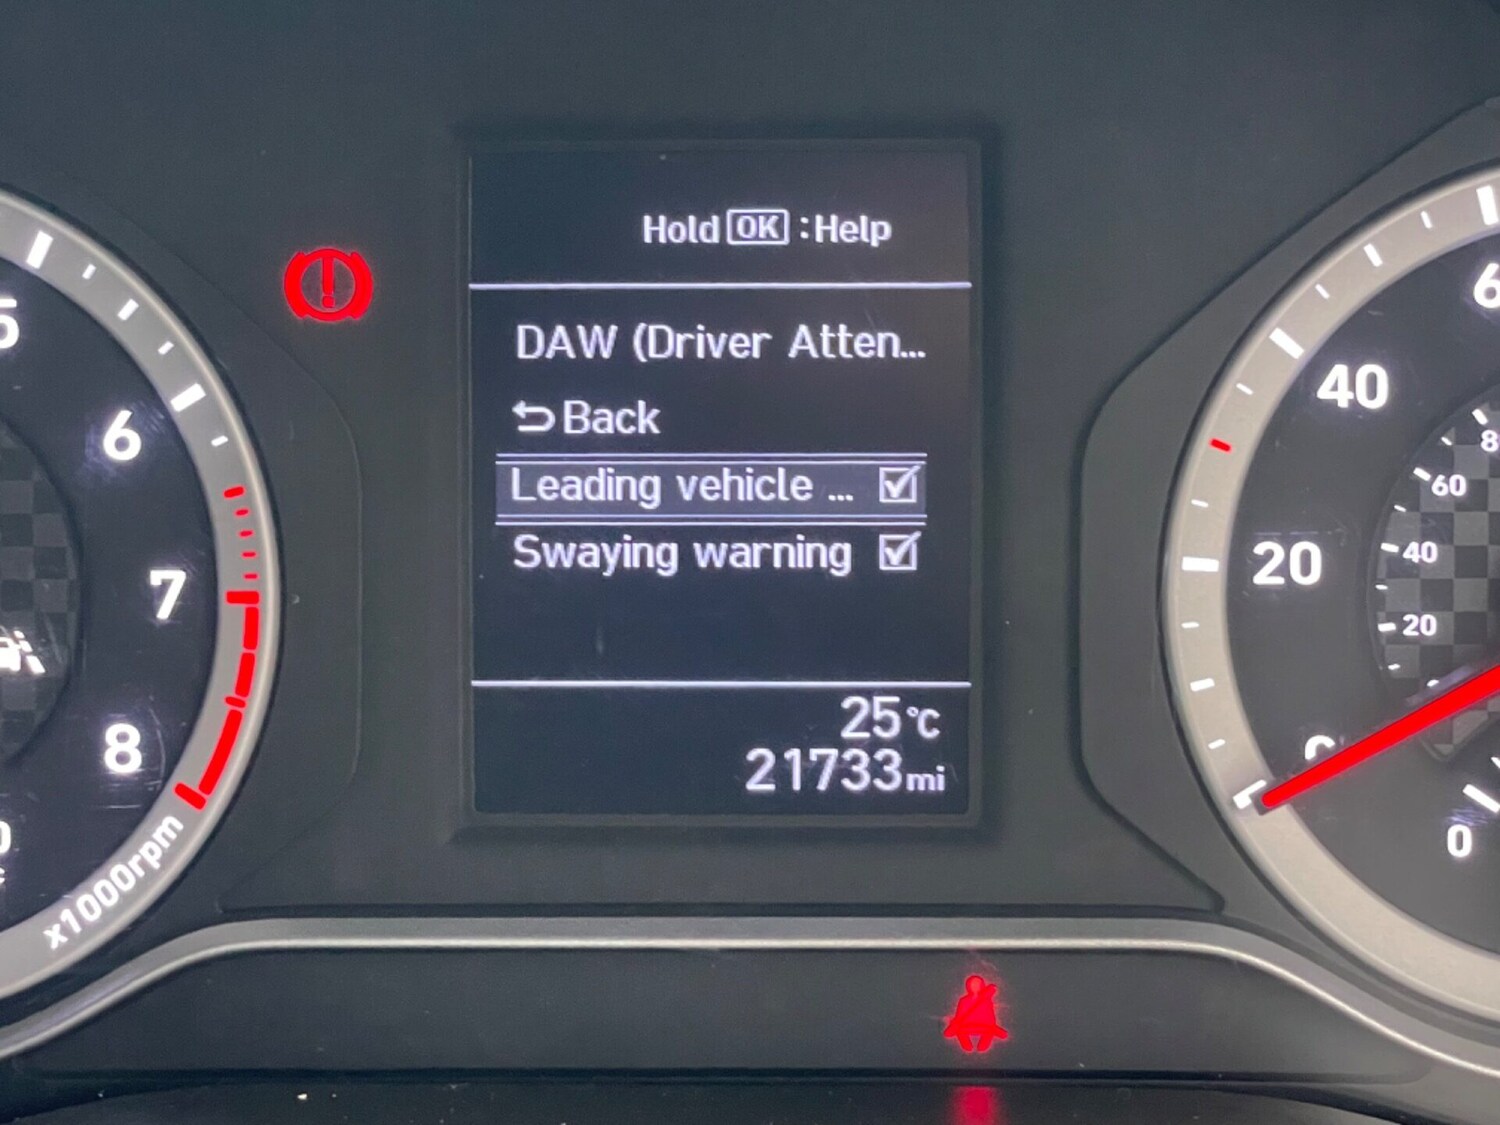 Hold OK :Help
DAW (Driver Atten...
Back
Leading vehicle ...
Swaying warning
25°C
21733mi
6
7
8
x1000rpm
40
20
80
60
40
20
0